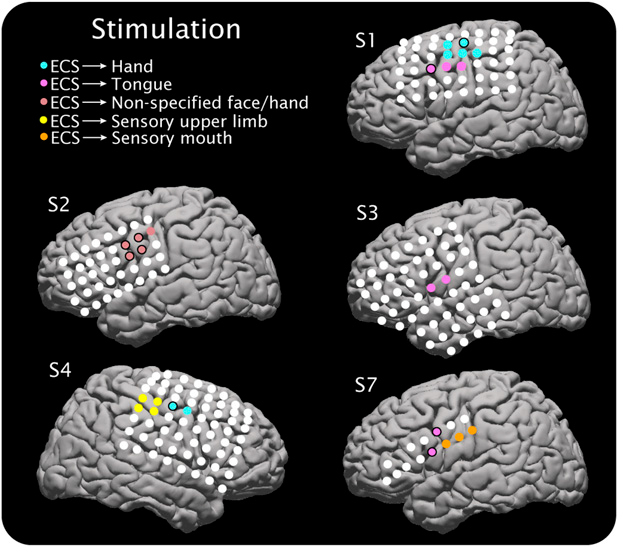 Stimulation
ECS → Hand
ECS → Tongue
ECS → Non-specified face/hand
ECS → Sensory upper limb
ECS → Sensory mouth
S1
S2
S3
S4
S7